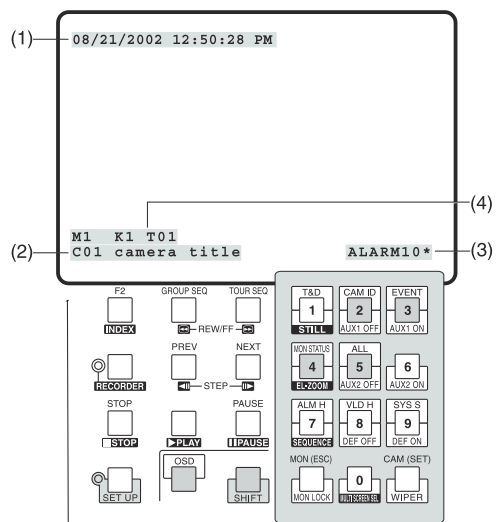 (1) 08/21/2002 12:50:28 PM
(4)
M1 K1 T01
(2) C01 camera title ALARM10* (3)
F2 GROUP SEQ TOUR SEQ T&D CAM ID EVENT
1 2 3
INDEX REW/FF STILL AUX1 OFF AUX1 ON
PREV NEXT MON STATUS ALL
4 5 6
RECORDER STEP EL-ZOOM AUX2 OFF AUX2 ON
STOP PAUSE ALM H VLD H SYS S
7 8 9
STOP PLAY PAUSE SEQUENCE DEF OFF DEF ON
OSD MON (ESC) CAM (SET)
0
SET UP SHIFT MON LOCK MULTI SCREEN SEL WIPER